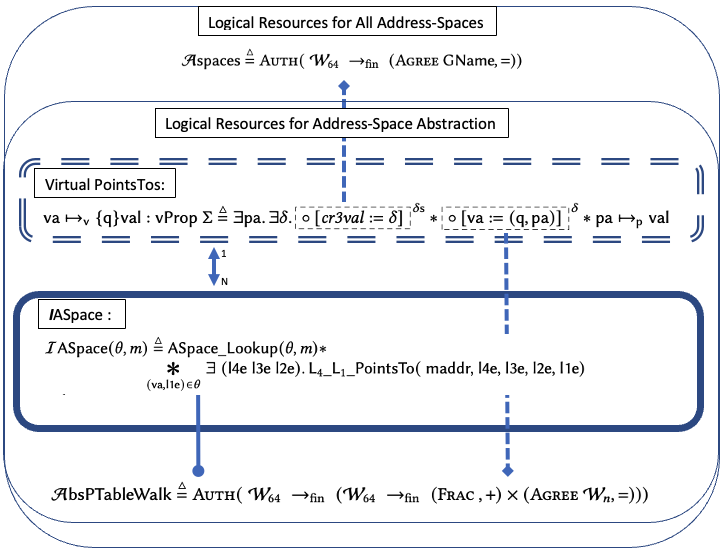 Logical Resources for All Address-Spaces
𝒜spaces ≜ AUTH( 𝒲₆₄ →fin (AGREE GName, =))
Logical Resources for Address-Space Abstraction
Virtual PointsTos:
va ↦ᵥ {q}val : vProp Σ ≜ ∃pa. ∃δ. ∘ [cr3val := δ] δs * ∘ [va := (q, pa)] δ * pa ↦ₚ val
1
N
IASpace :
ℐASpace(θ, m) ≜ ASpace_Lookup(θ, m)*
* ∃ (l4e l3e l2e). L₄_L₁_PointsTo( maddr, l4e, l3e, l2e, l1e)
(va,l1e)∈θ
𝒜bsPTableWalk ≜ AUTH( 𝒲₆₄ →fin (𝒲₆₄ →fin (FRAC , +) × (AGREE 𝒲ₙ, =)))